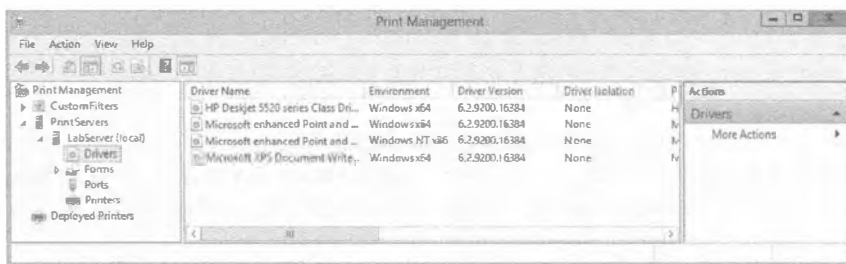 Print Management
File Action View Help
Print Management
Custom Filters
Print Servers
LabServer (local)
Drivers
Forms
Ports
Printers
Deployed Printers
Driver Name Environment Driver Version Driver Isolation P
HP Deskjet 5520 series Class Dri... Windows x64 6.2.9200.16384 None H
Microsoft enhanced Point and ... Windows x64 6.2.9200.16384 None M
Microsoft enhanced Point and ... Windows NT x86 6.2.9200.16384 None M
Microsoft XPS Document Write... Windows x64 6.2.9200.16384 None M
Actions
Drivers
More Actions